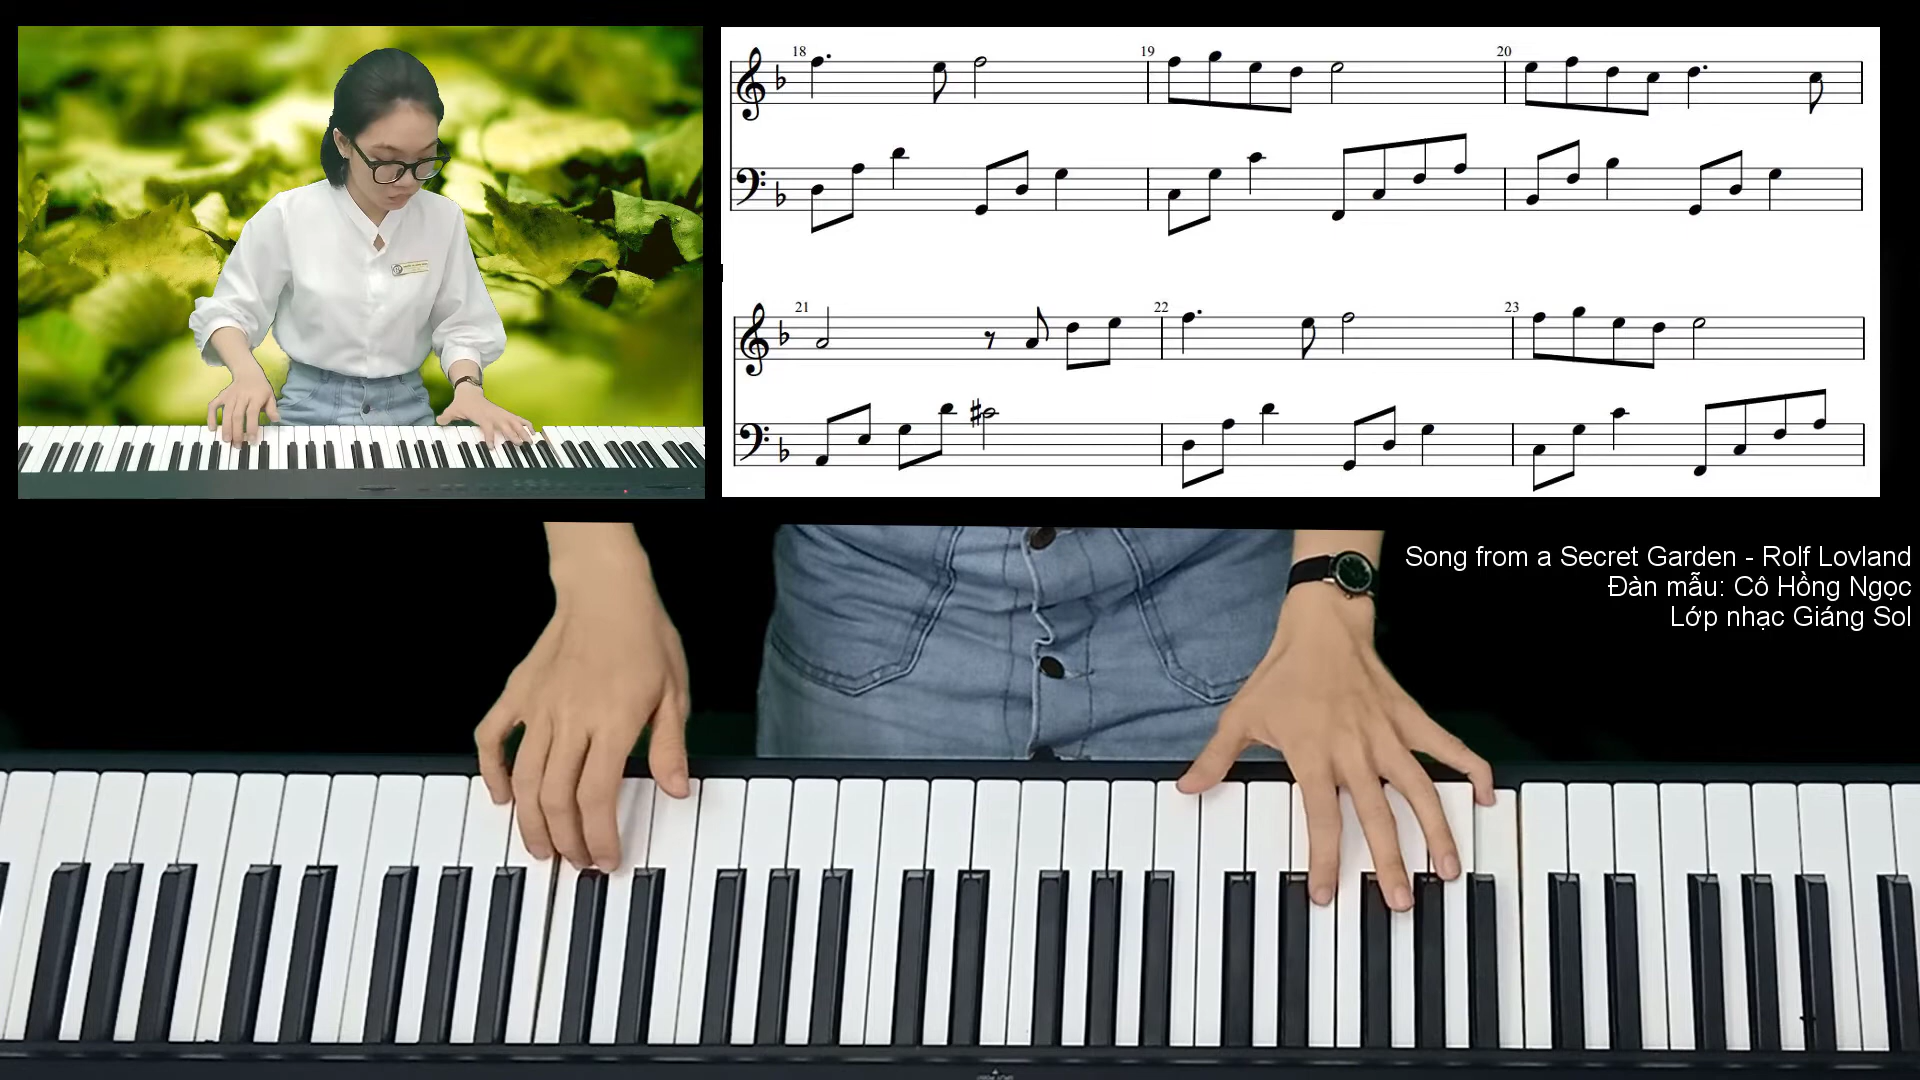 18 19 20
21 22 23
Song from a Secret Garden - Rolf Lovland
Đàn mẫu: Cô Hồng Ngọc
Lớp nhạc Giáng Sol